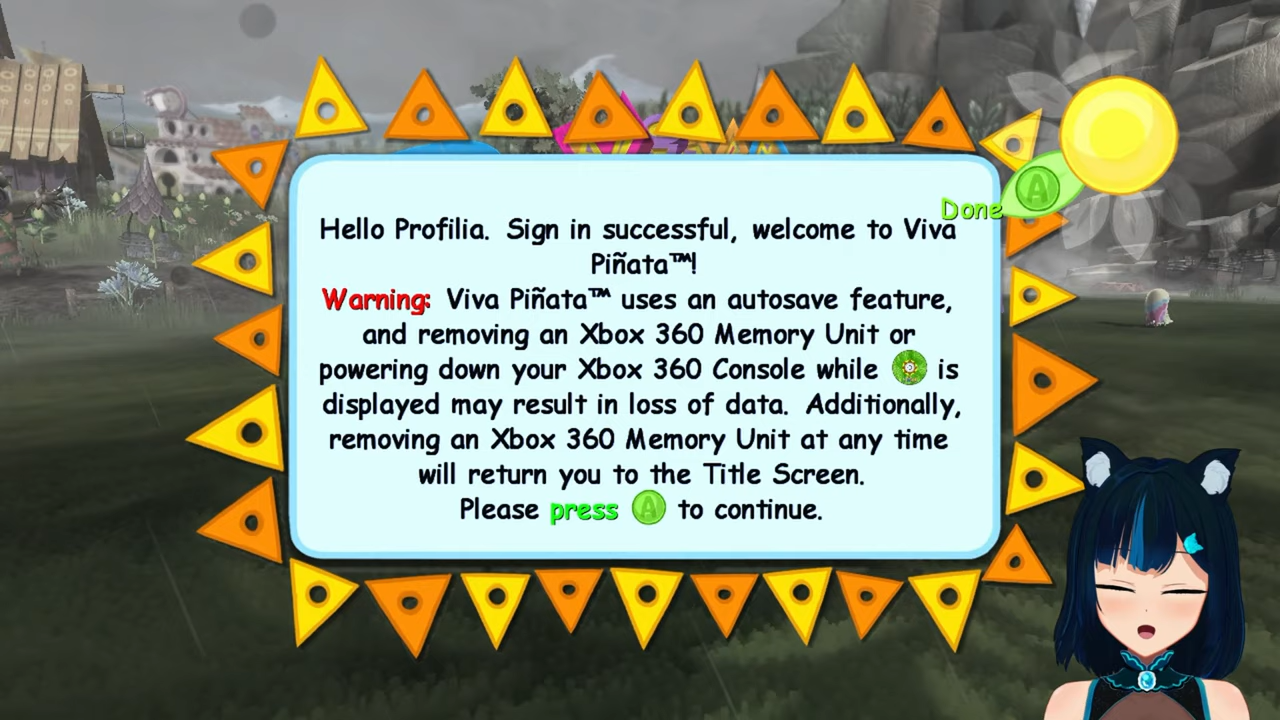 Done
Hello Profilia. Sign in successful, welcome to Viva
Piñata™!
Warning: Viva Piñata™ uses an autosave feature,
and removing an Xbox 360 Memory Unit or
powering down your Xbox 360 Console while is
displayed may result in loss of data. Additionally,
removing an Xbox 360 Memory Unit at any time
will return you to the Title Screen.
Please press A to continue.
A